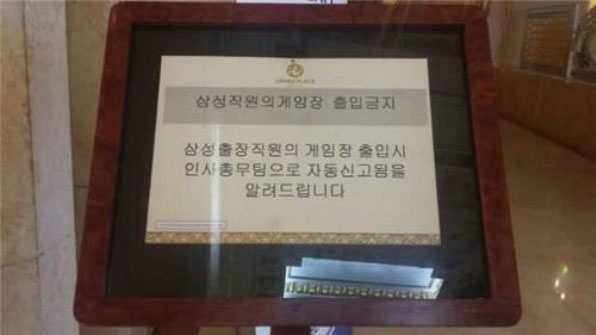 GRAND PLAZA
삼성직원의게임장 출입금지
삼성출장직원의 게임장 출입시
인사총무팀으로 자동신고됨을
알려드립니다